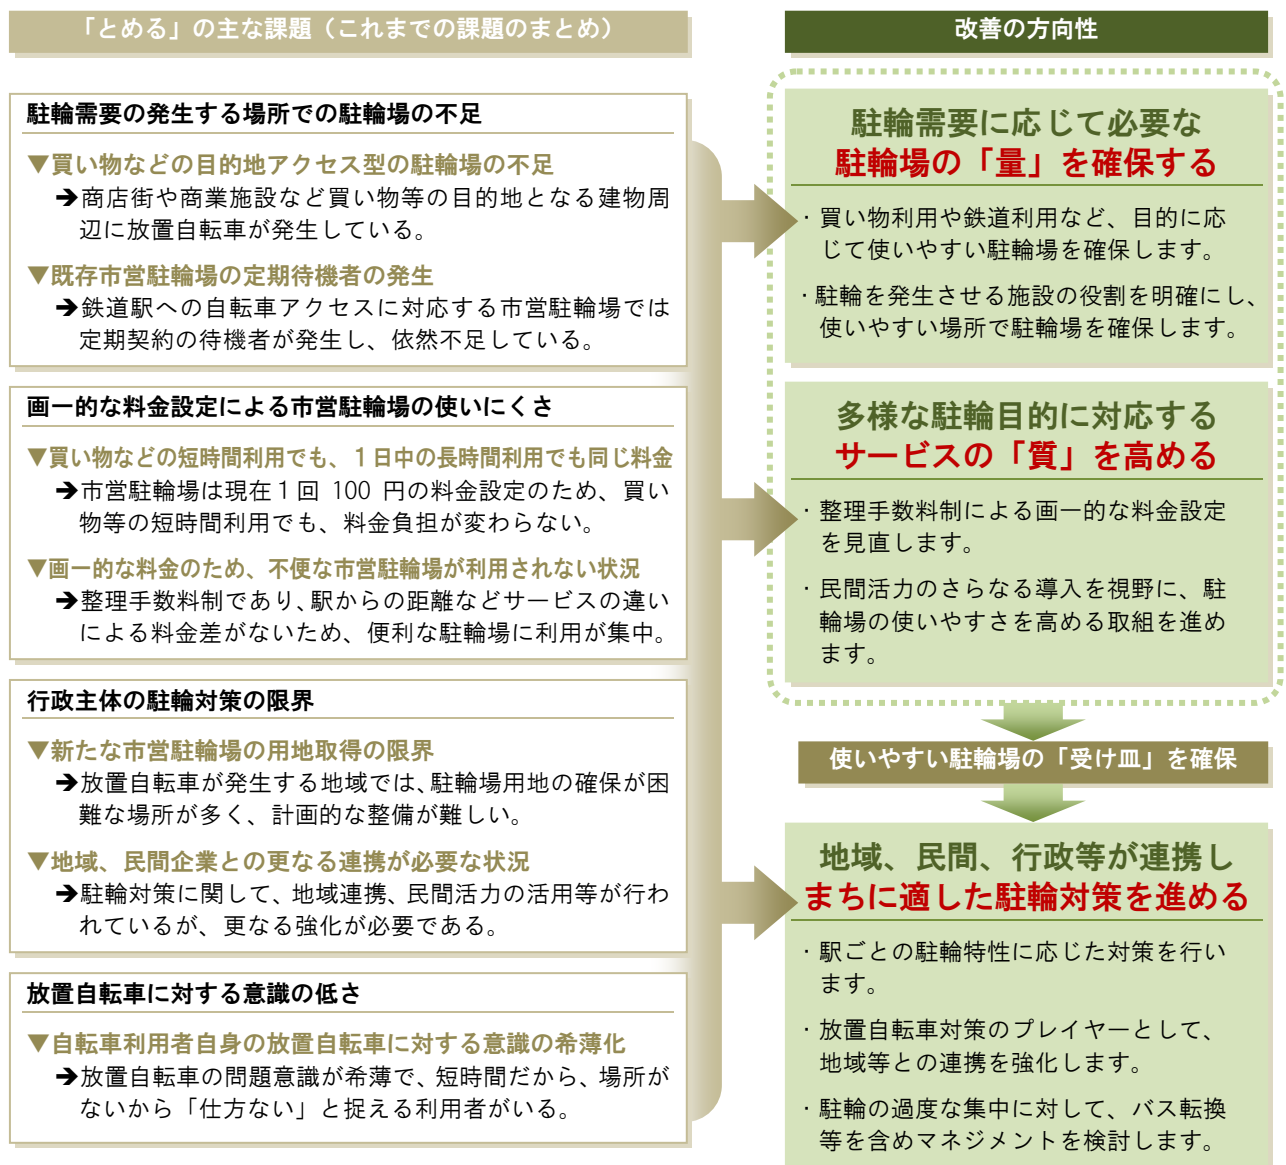 「とめる」の主な課題（これまでの課題のまとめ）
駐輪需要の発生する場所での駐輪場の不足
▼買い物などの目的地アクセス型の駐輪場の不足
➔商店街や商業施設など買い物等の目的地となる建物周
辺に放置自転車が発生している。
▼既存市営駐輪場の定期待機者の発生
➔鉄道駅への自転車アクセスに対応する市営駐輪場では
定期契約の待機者が発生し、依然不足している。
画一的な料金設定による市営駐輪場の使いにくさ
▼買い物などの短時間利用でも、１日中の長時間利用でも同じ料金
➔市営駐輪場は現在１回 100 円の料金設定のため、買い
物等の短時間利用でも、料金負担が変わらない。
▼画一的な料金のため、不便な市営駐輪場が利用されない状況
➔整理手数料制であり、駅からの距離などサービスの違い
による料金差がないため、便利な駐輪場に利用が集中。
行政主体の駐輪対策の限界
▼新たな市営駐輪場の用地取得の限界
➔放置自転車が発生する地域では、駐輪場用地の確保が困
難な場所が多く、計画的な整備が難しい。
▼地域、民間企業との更なる連携が必要な状況
➔駐輪対策に関して、地域連携、民間活力の活用等が行わ
れているが、更なる強化が必要である。
放置自転車に対する意識の低さ
▼自転車利用者自身の放置自転車に対する意識の希薄化
➔放置自転車の問題意識が希薄で、短時間だから、場所が
ないから「仕方ない」と捉える利用者がいる。
改善の方向性
駐輪需要に応じて必要な
駐輪場の「量」を確保する
・買い物利用や鉄道利用など、目的に応
じて使いやすい駐輪場を確保します。
・駐輪を発生させる施設の役割を明確にし、
使いやすい場所で駐輪場を確保します。
多様な駐輪目的に対応する
サービスの「質」を高める
・整理手数料制による画一的な料金設定
を見直します。
・民間活力のさらなる導入を視野に、駐
輪場の使いやすさを高める取組を進め
ます。
使いやすい駐輪場の「受け皿」を確保
地域、民間、行政等が連携し
まちに適した駐輪対策を進める
・駅ごとの駐輪特性に応じた対策を行い
ます。
・放置自転車対策のプレイヤーとして、
地域等との連携を強化します。
・駐輪の過度な集中に対して、バス転換
等を含めマネジメントを検討します。